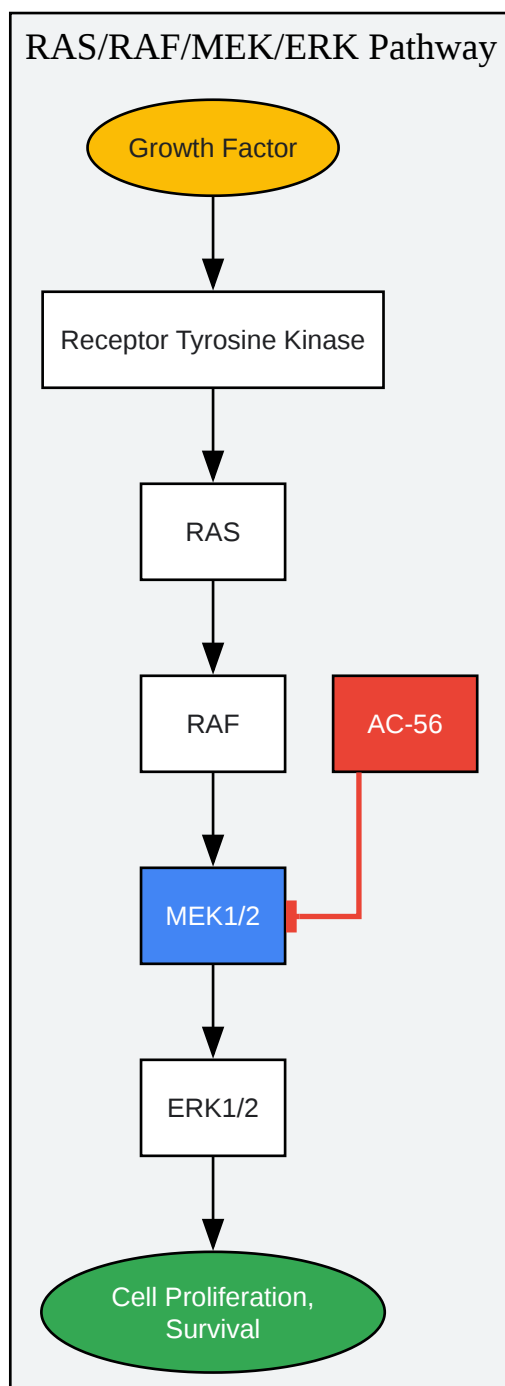 RAS/RAF/MEK/ERK Pathway
Growth Factor
Receptor Tyrosine Kinase
RAS
RAF
AC-56
MEK1/2
ERK1/2
Cell Proliferation,
Survival